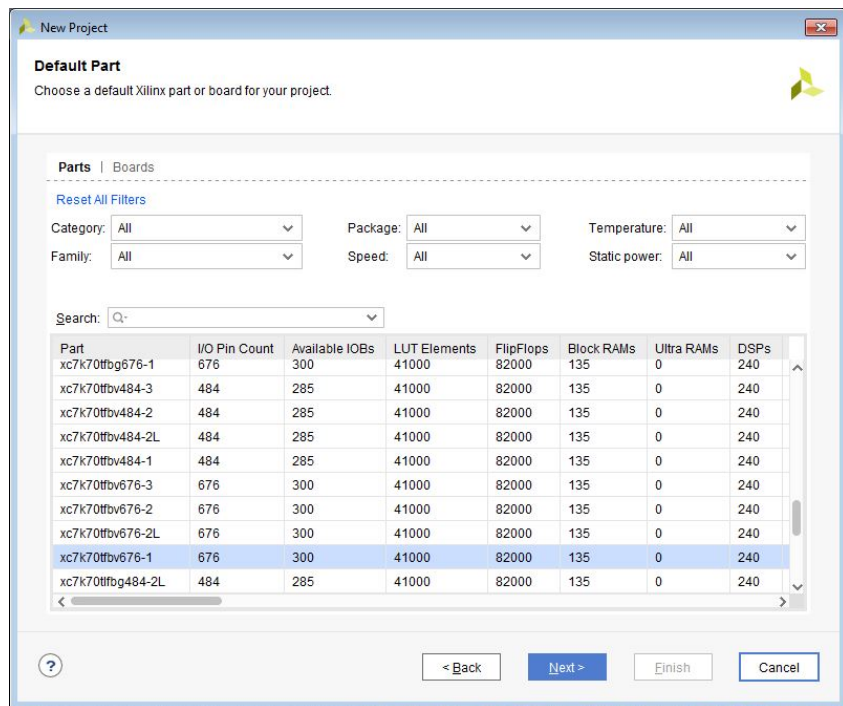 New Project
Default Part
Choose a default Xilinx part or board for your project.
Parts | Boards
Reset All Filters
Category: All Package: All Temperature: All
Family: All Speed: All Static power: All
Search: Q-
Part I/O Pin Count Available IOBs LUT Elements FlipFlops Block RAMs Ultra RAMs DSPs
xc7k70tfbg676-1 676 300 41000 82000 135 0 240
xc7k70tfbv484-3 484 285 41000 82000 135 0 240
xc7k70tfbv484-2 484 285 41000 82000 135 0 240
xc7k70tfbv484-2L 484 285 41000 82000 135 0 240
xc7k70tfbv484-1 484 285 41000 82000 135 0 240
xc7k70tfbv676-3 676 300 41000 82000 135 0 240
xc7k70tfbv676-2 676 300 41000 82000 135 0 240
xc7k70tfbv676-2L 676 300 41000 82000 135 0 240
xc7k70tfbv676-1 676 300 41000 82000 135 0 240
xc7k70tlfbg484-2L 484 285 41000 82000 135 0 240
? < Back Next > Finish Cancel